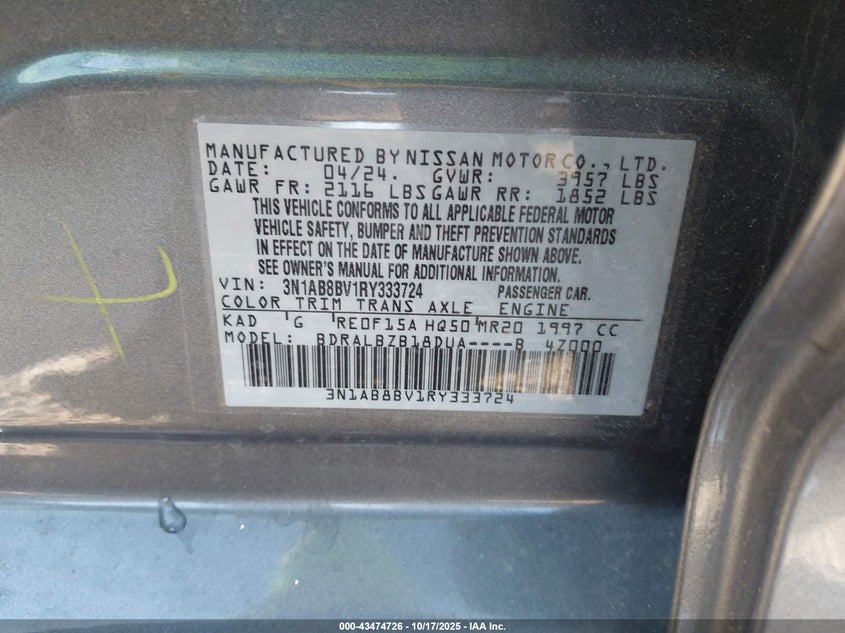 MANUFACTURED BY NISSAN MOTOR CO., LTD.
DATE: 04/24. GVWR: 3957 LBS
GAWR FR: 2116 LBS GAWR RR: 1852 LBS
THIS VEHICLE CONFORMS TO ALL APPLICABLE FEDERAL MOTOR
VEHICLE SAFETY, BUMPER AND THEFT PREVENTION STANDARDS
IN EFFECT ON THE DATE OF MANUFACTURE SHOWN ABOVE.
SEE OWNER'S MANUAL FOR ADDITIONAL INFORMATION.
VIN: 3N1AB8BV1RY333724 PASSENGER CAR.
COLOR TRIM TRANS AXLE ENGINE
KAD G RE0F15A HQ50 MR20 1997 CC
MODEL: BDRALBZB18DUA----B 4Z000
3N1AB8BV1RY333724
000-43474726 | 10/17/2025 | IAA Inc.